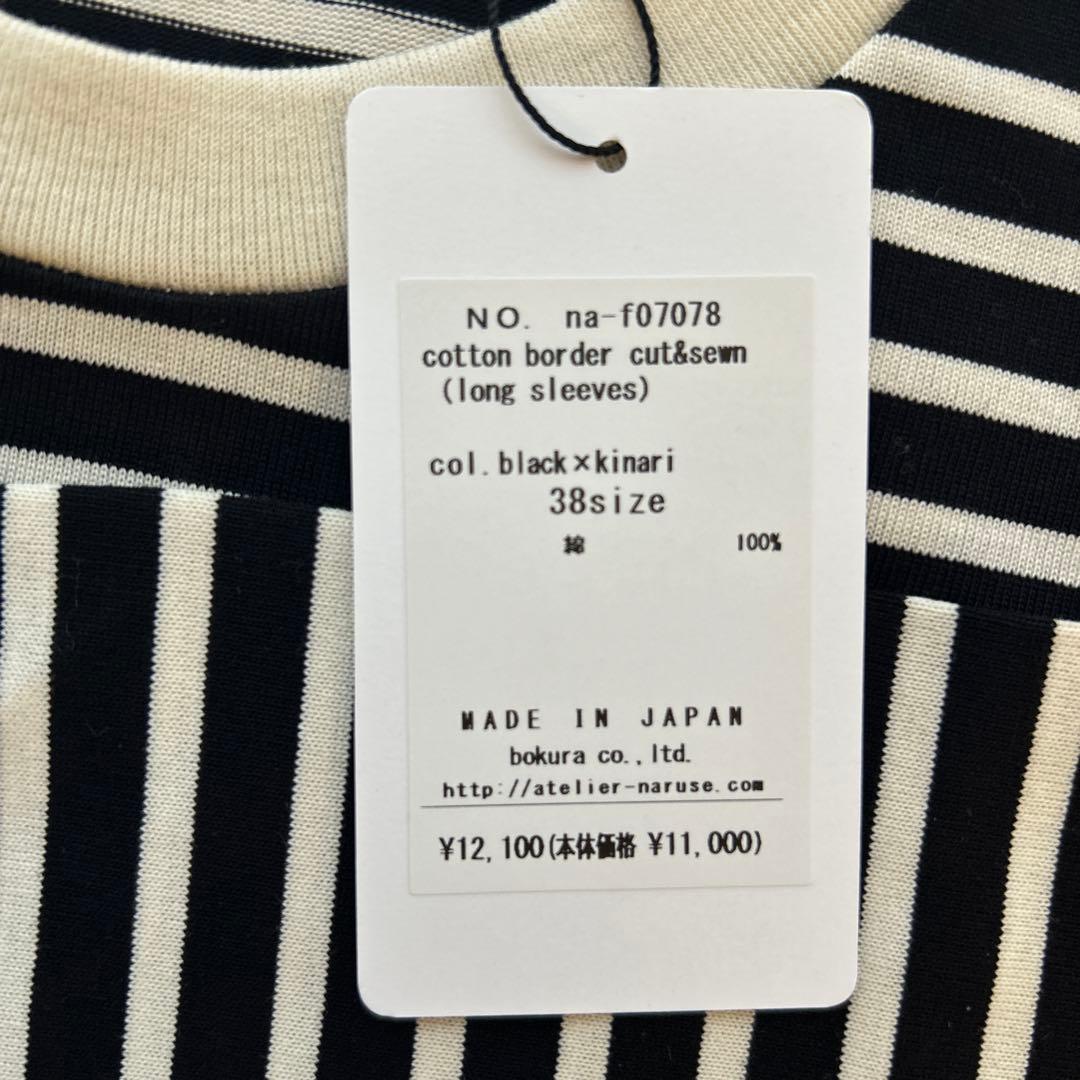 NO. na-f07078
cotton border cut&sewn
(long sleeves)
col.black×kinari
38size
綿 100%
MADE IN JAPAN
bokura co.,ltd.
http://atelier-naruse.com
¥12,100(本体価格 ¥11,000)